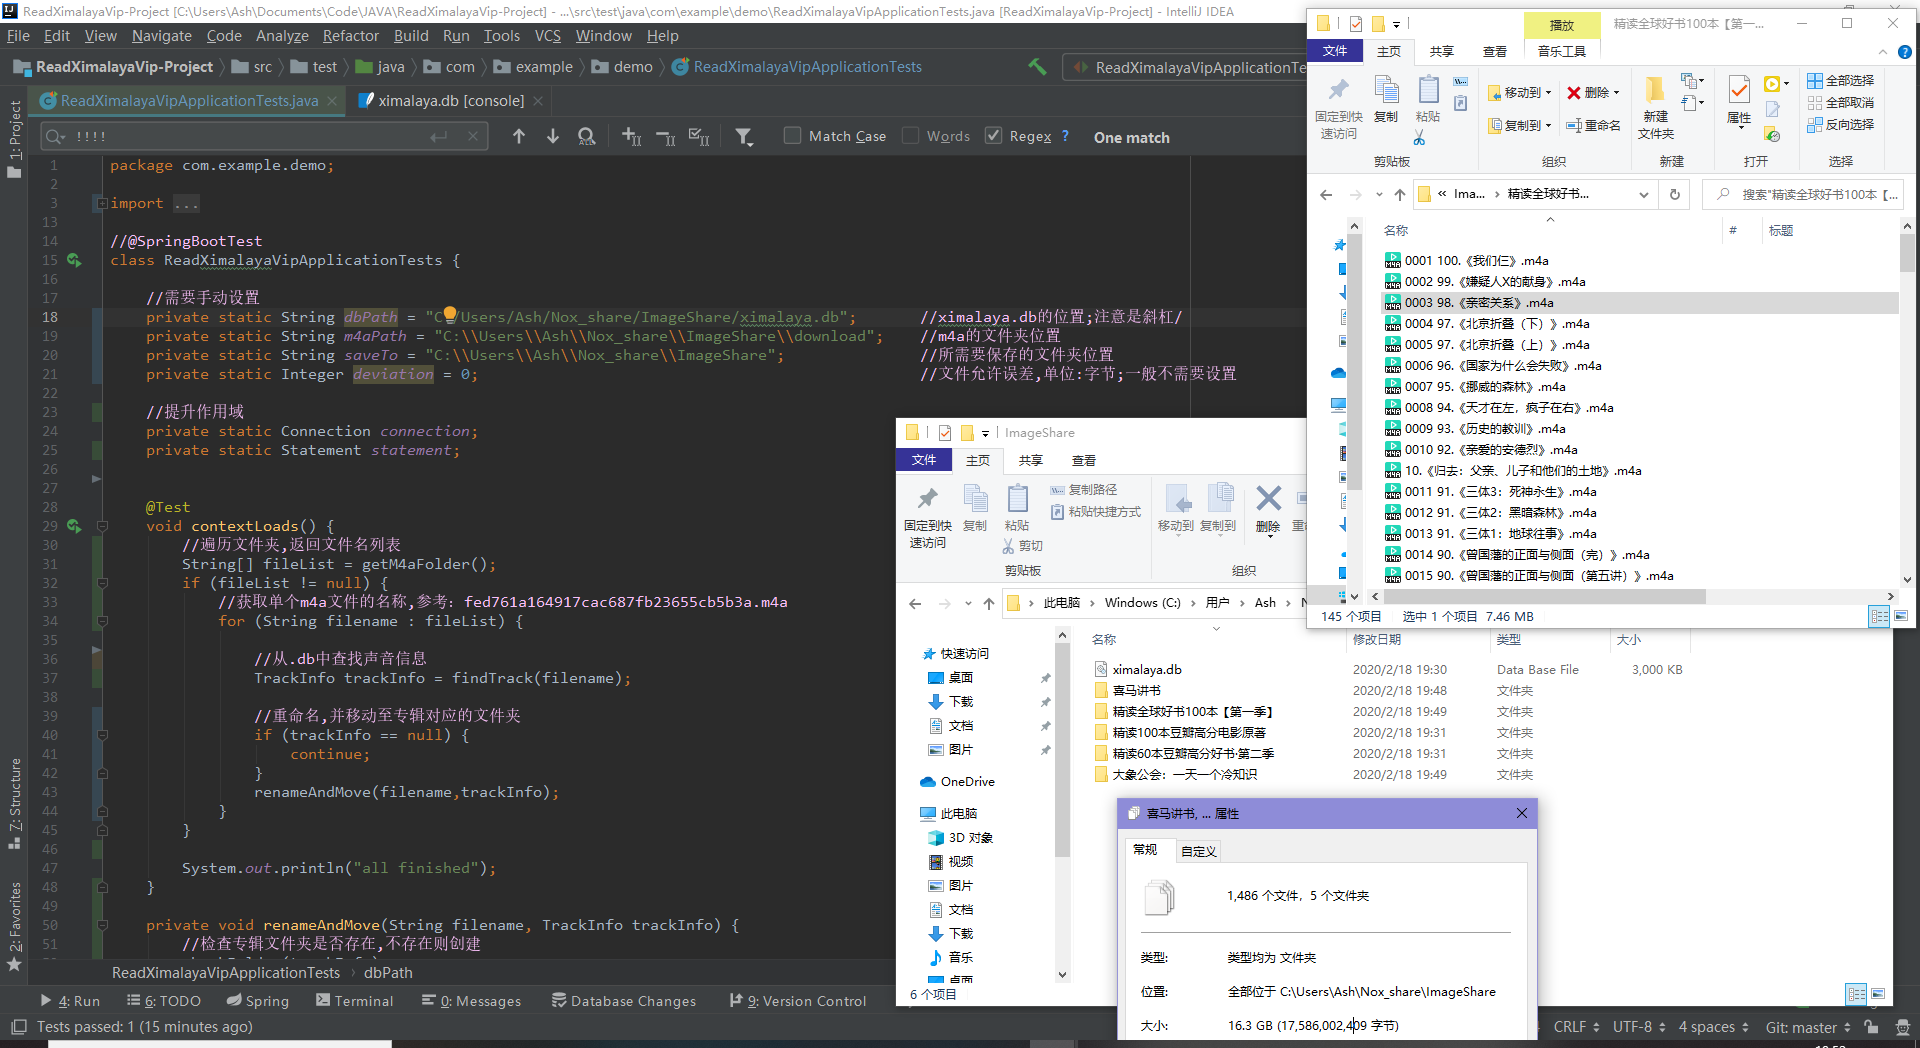 ReadXimalayaVip-Project [C:\Users\Ash\Documents\Code\JAVA\ReadXimalayaVip-Project] - ...\src\test\java\com\example\demo\ReadXimalayaVipApplicationTests.java [ReadXimalayaVip-Project] - IntelliJ IDEA
File Edit View Navigate Code Analyze Refactor Build Run Tools VCS Window Help
ReadXimalayaVip-Project src test java com example demo ReadXimalayaVipApplicationTests ReadXimalayaVipApplicationTe
ReadXimalayaVipApplicationTests.java ximalaya.db [console]
!!!! Match Case Words Regex ? One match
1: Project
7: Structure
2: Favorites
1 package com.example.demo;
2
3 import ...
13
14 //@SpringBootTest
15 class ReadXimalayaVipApplicationTests {
16
17 //需要手动设置
18 private static String dbPath = "C:/Users/Ash/Nox_share/ImageShare/ximalaya.db"; //ximalaya.db的位置;注意是斜杠/
19 private static String m4aPath = "C:\\Users\\Ash\\Nox_share\\ImageShare\\download"; //m4a的文件夹位置
20 private static String saveTo = "C:\\Users\\Ash\\Nox_share\\ImageShare"; //所需要保存的文件夹位置
21 private static Integer deviation = 0; //文件允许误差,单位:字节;一般不需要设置
22
23 //提升作用域
24 private static Connection connection;
25 private static Statement statement;
26
27
28 @Test
29 void contextLoads() {
30 //遍历文件夹,返回文件名列表
31 String[] fileList = getM4aFolder();
32 if (fileList != null) {
33 //获取单个m4a文件的名称,参考: fed761a164917cac687fb23655cb5b3a.m4a
34 for (String filename : fileList) {
35
36 //从.db中查找声音信息
37 TrackInfo trackInfo = findTrack(filename);
38
39 //重命名,并移动至专辑对应的文件夹
40 if (trackInfo == null) {
41 continue;
42 }
43 renameAndMove(filename,trackInfo);
44 }
45 }
46
47 System.out.println("all finished");
48 }
49
50 private void renameAndMove(String filename, TrackInfo trackInfo) {
51 //检查专辑文件夹是否存在,不存在则创建
ReadXimalayaVipApplicationTests dbPath
4: Run 6: TODO Spring Terminal 0: Messages Database Changes 9: Version Control
Tests passed: 1 (15 minutes ago)
CRLF UTF-8 4 spaces Git: master
播放 精读全球好书100本【第一...
文件 主页 共享 查看 音乐工具
固定到快速访问
复制
粘贴
移动到
复制到
删除
重命名
新建文件夹
属性
全部选择
全部取消
反向选择
剪贴板 组织 新建 打开 选择
« Ima... 精读全球好书... 搜索"精读全球好书100本【...
名称 # 标题
0001 100.《我们仨》.m4a
0002 99.《嫌疑人X的献身》.m4a
0003 98.《亲密关系》.m4a
0004 97.《北京折叠（下）》.m4a
0005 97.《北京折叠（上）》.m4a
0006 96.《国家为什么会失败》.m4a
0007 95.《挪威的森林》.m4a
0008 94.《天才在左，疯子在右》.m4a
0009 93.《历史的教训》.m4a
0010 92.《亲爱的安德烈》.m4a
10.《归去：父亲、儿子和他们的土地》.m4a
0011 91.《三体3：死神永生》.m4a
0012 91.《三体2：黑暗森林》.m4a
0013 91.《三体1：地球往事》.m4a
0014 90.《曾国藩的正面与侧面（完）》.m4a
0015 90.《曾国藩的正面与侧面（第五讲）》.m4a
145 个项目 选中 1 个项目 7.46 MB
ImageShare
文件 主页 共享 查看
固定到快速访问
复制
粘贴
复制路径
粘贴快捷方式
剪切
移动到
复制到
删除
剪贴板 组织
此电脑 Windows (C:) 用户 Ash
快速访问
桌面
下载
文档
图片
OneDrive
此电脑
3D 对象
视频
图片
文档
下载
音乐
桌面
名称 修改日期 类型 大小
ximalaya.db 2020/2/18 19:30 Data Base File 3,000 KB
喜马讲书 2020/2/18 19:48 文件夹
精读全球好书100本【第一季】 2020/2/18 19:49 文件夹
精读100本豆瓣高分电影原著 2020/2/18 19:31 文件夹
精读60本豆瓣高分好书·第二季 2020/2/18 19:31 文件夹
大象公会：一天一个冷知识 2020/2/18 19:49 文件夹
6 个项目
喜马讲书, ... 属性
常规 自定义
1,486 个文件，5 个文件夹
类型: 类型均为 文件夹
位置: 全部位于 C:\Users\Ash\Nox_share\ImageShare
大小: 16.3 GB (17,586,002,409 字节)